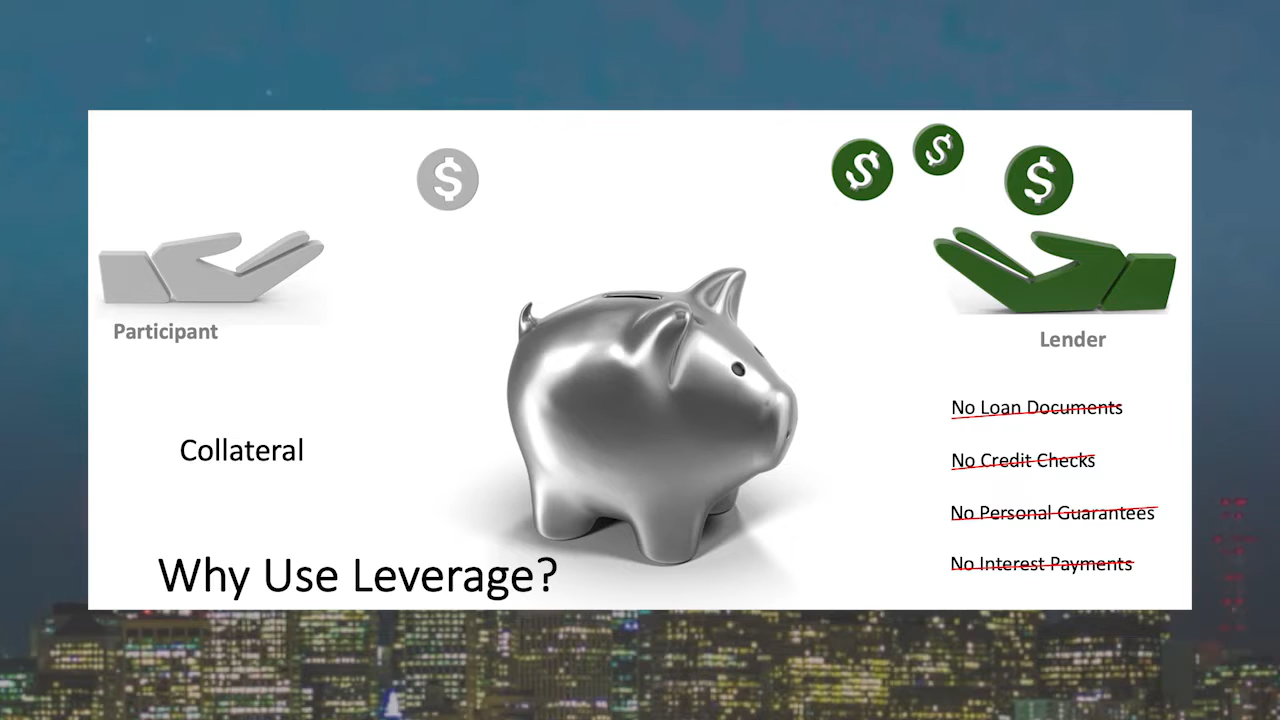 $
$
$
$
Participant
Lender
No Loan Documents
Collateral
No Credit Checks
No Personal Guarantees
No Interest Payments
Why Use Leverage?